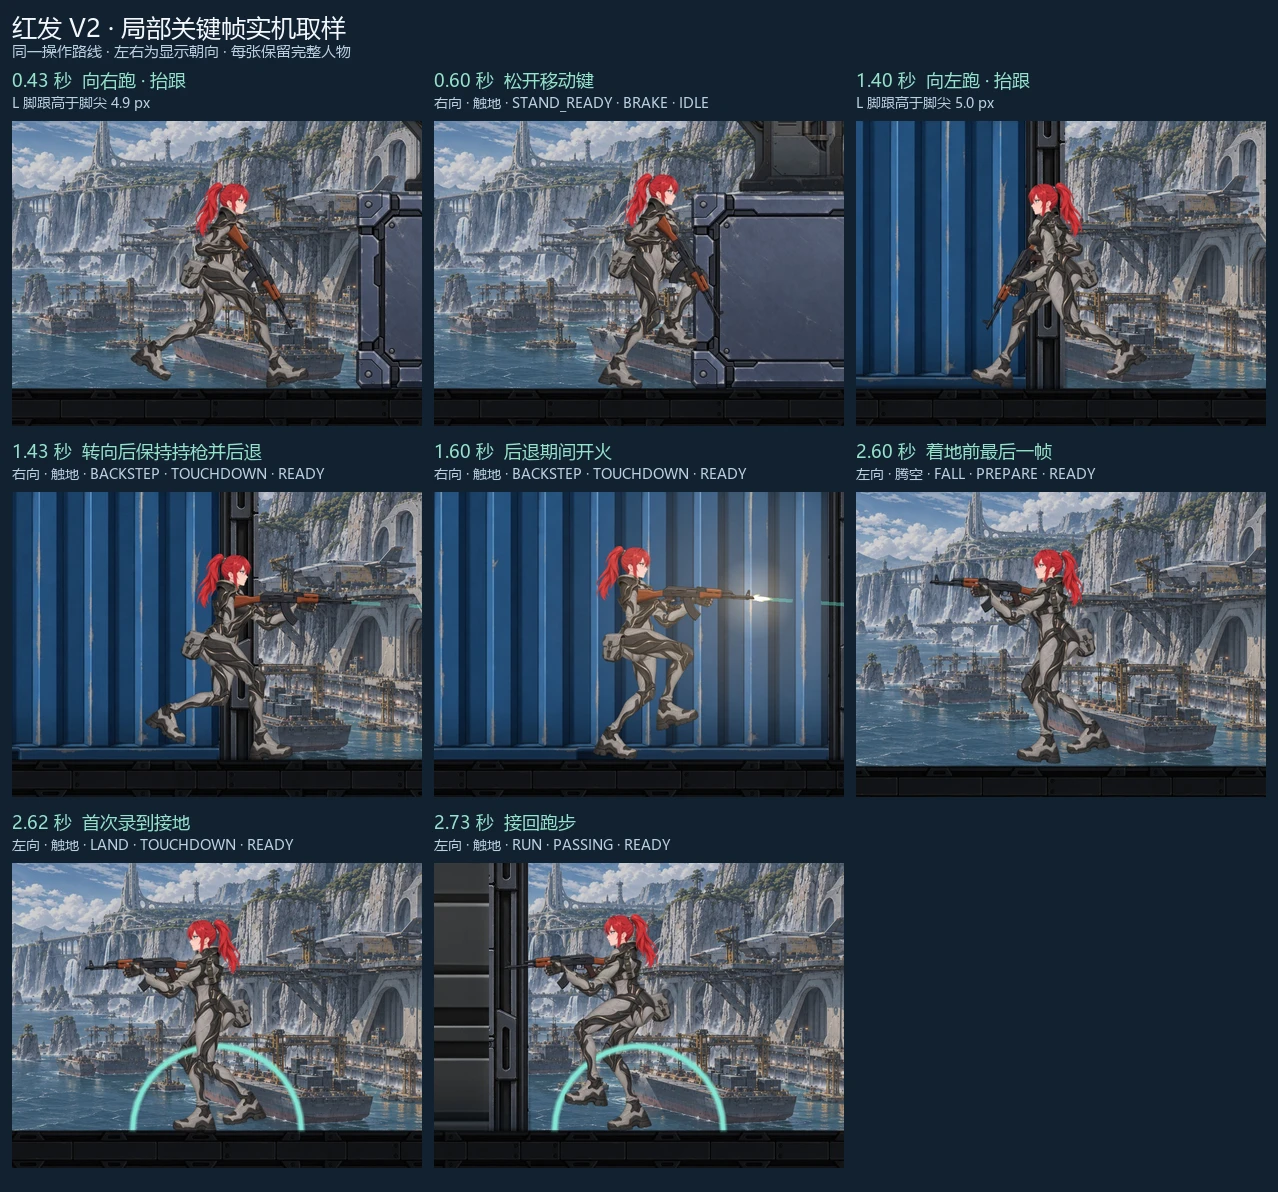 红发 V2 · 局部关键帧实机取样
同一操作路线 · 左右为显示朝向 · 每张保留完整人物
0.43 秒 向右跑 · 抬跟
L 脚跟高于脚尖 4.9 px
0.60 秒 松开移动键
右向 · 触地 · STAND_READY · BRAKE · IDLE
1.40 秒 向左跑 · 抬跟
L 脚跟高于脚尖 5.0 px
1.43 秒 转向后保持持枪并后退
右向 · 触地 · BACKSTEP · TOUCHDOWN · READY
1.60 秒 后退期间开火
右向 · 触地 · BACKSTEP · TOUCHDOWN · READY
2.60 秒 着地前最后一帧
左向 · 腾空 · FALL · PREPARE · READY
2.62 秒 首次录到接地
左向 · 触地 · LAND · TOUCHDOWN · READY
2.73 秒 接回跑步
左向 · 触地 · RUN · PASSING · READY